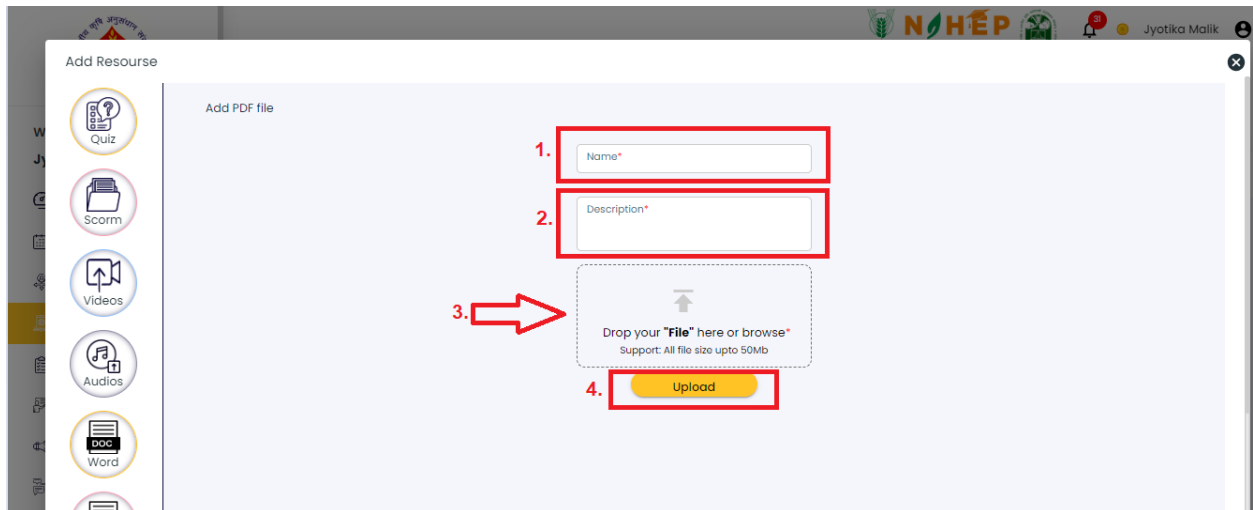 कृषि अनुसंधान
NAHEP
31
Jyotika Malik
Add Resourse
Quiz
Scorm
Videos
Audios
DOC
Word
Add PDF file
1.
Name*
2.
Description*
3.
Drop your "File" here or browse*
Support: All file size upto 50Mb
4.
Upload